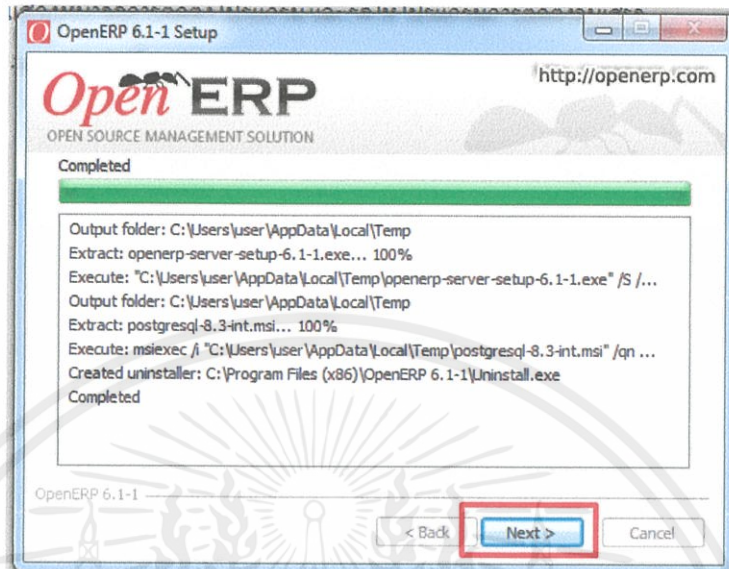 OpenERP 6.1-1 Setup
http://openerp.com
Open ERP
OPEN SOURCE MANAGEMENT SOLUTION
Completed
Output folder: C:\Users\user\AppData\Local\Temp
Extract: openerp-server-setup-6.1-1.exe... 100%
Execute: "C:\Users\user\AppData\Local\Temp\openerp-server-setup-6.1-1.exe" /S /...
Output folder: C:\Users\user\AppData\Local\Temp
Extract: postgresql-8.3-int.msi... 100%
Execute: msiexec /i "C:\Users\user\AppData\Local\Temp\postgresql-8.3-int.msi" /qn ...
Created uninstaller: C:\Program Files (x86)\OpenERP 6.1-1\Uninstall.exe
Completed
OpenERP 6.1-1
< Back
Next >
Cancel